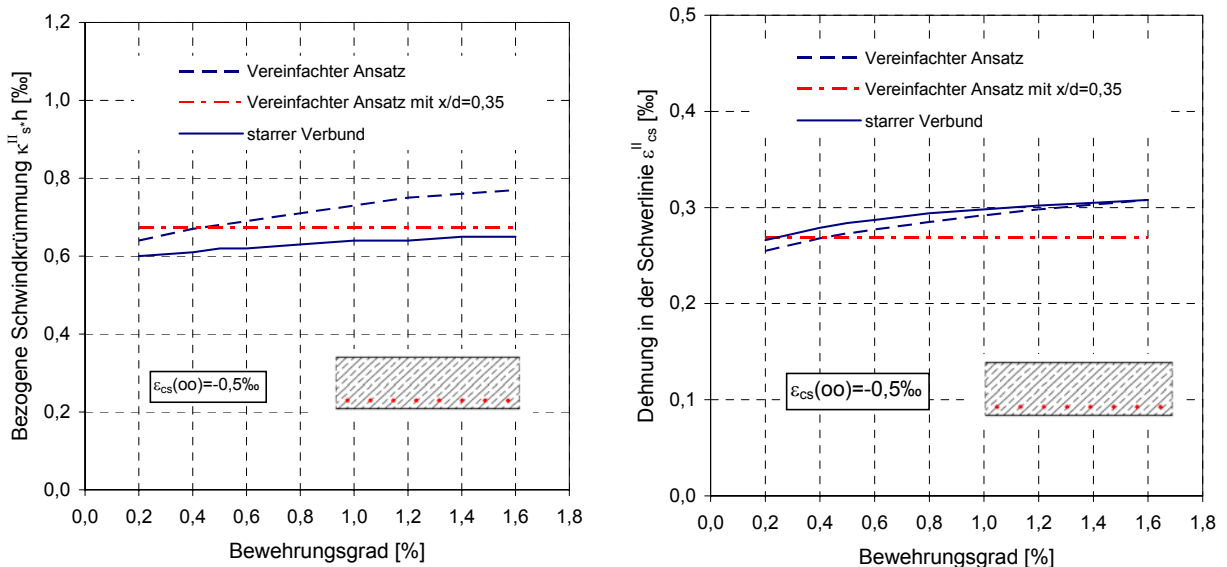 Bezogene Schwindkrümmung κᴵᴵₛ*h [‰]
1,2
1,0
0,8
0,6
0,4
0,2
0,0
Vereinfachter Ansatz
Vereinfachter Ansatz mit x/d=0,35
starrer Verbund
εcs(oo)=-0,5‰
0,0 0,2 0,4 0,6 0,8 1,0 1,2 1,4 1,6 1,8
Bewehrungsgrad [%]
Dehnung in der Schwerlinie εᴵᴵcs [‰]
0,5
0,4
0,3
0,2
0,1
0,0
Vereinfachter Ansatz
Vereinfachter Ansatz mit x/d=0,35
starrer Verbund
εcs(oo)=-0,5‰
0,0 0,2 0,4 0,6 0,8 1,0 1,2 1,4 1,6 1,8
Bewehrungsgrad [%]